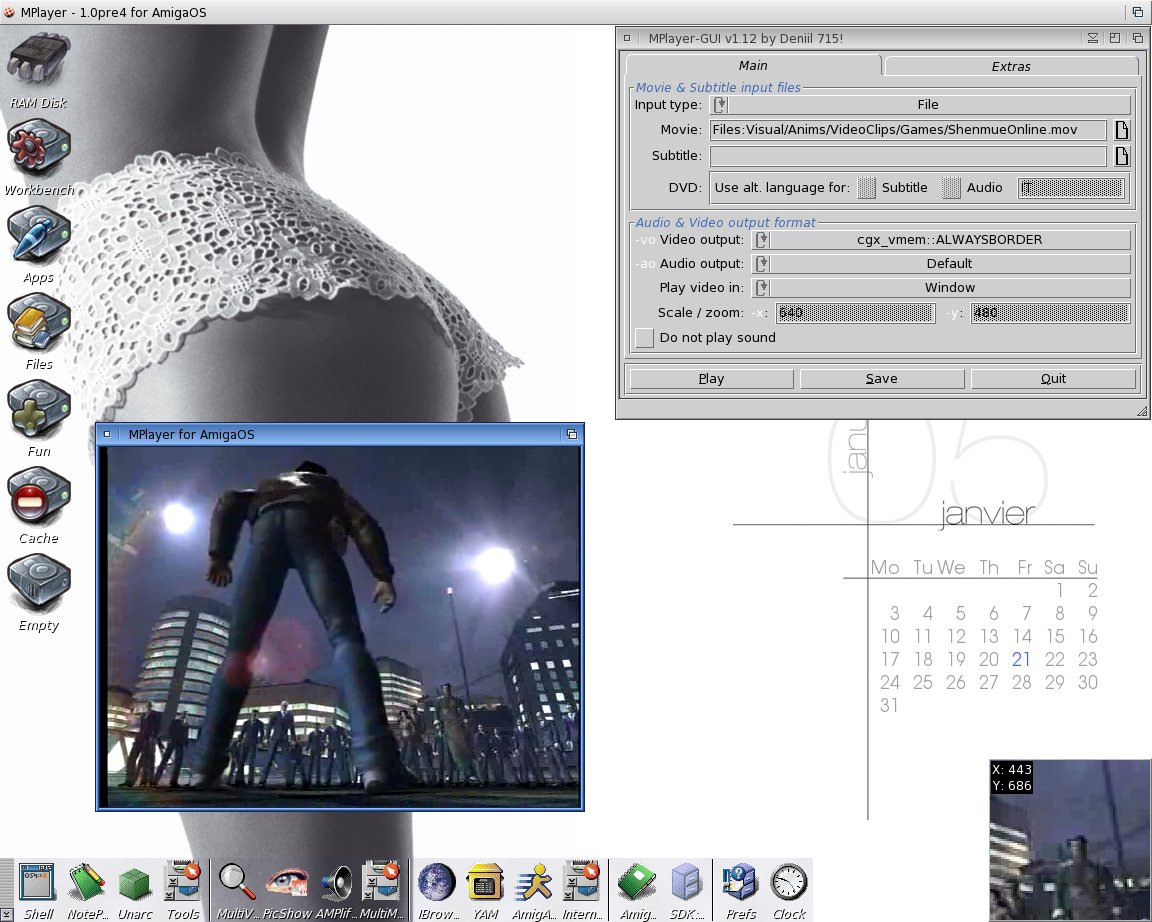 MPlayer - 1.0pre4 for AmigaOS
RAM Disk
Workbench
Apps
Files
Fun
Cache
Empty
MPlayer-GUI v1.12 by Deniil 715!
Main Extras
Movie & Subtitle input files
Input type: File
Movie: Files:Visual/Anims/VideoClips/Games/ShenmueOnline.mov
Subtitle:
DVD: Use alt. language for: Subtitle Audio iT
Audio & Video output format
-vo Video output: cgx_vmem::ALWAYSBORDER
-ao Audio output: Default
Play video in: Window
Scale / zoom: -x: 640 -y: 480
Do not play sound
Play Save Quit
MPlayer for AmigaOS
05
janvier
janvier
Mo Tu We Th Fr Sa Su
1 2
3 4 5 6 7 8 9
10 11 12 13 14 15 16
17 18 19 20 21 22 23
24 25 26 27 28 29 30
31
X: 443
Y: 686
Shell NoteP... Unarc Tools MultiV... PicShow AMPlif... MultiM... IBrow... YAM AmigA... Intern... Amig... SDK:... Prefs Clock